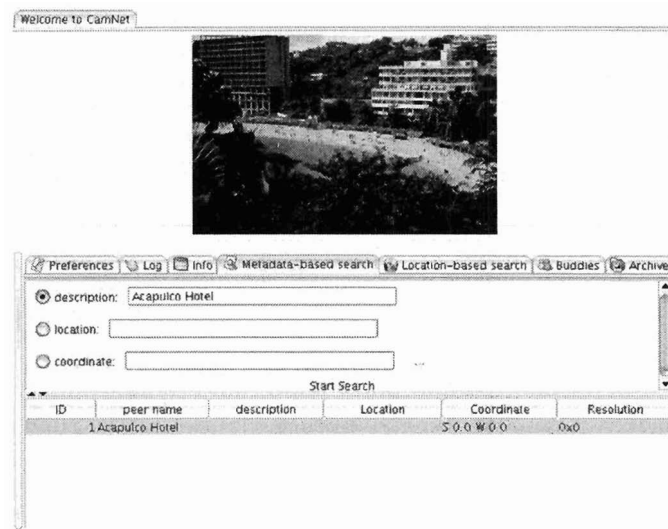 Welcome to CamNet
Preferences Log Info Metadata-based search Location-based search Buddies Archive
description: Acapulco Hotel
location:
coordinate: ...
Start Search
ID peer name description Location Coordinate Resolution
1 Acapulco Hotel S 0.0 W 0.0 0x0